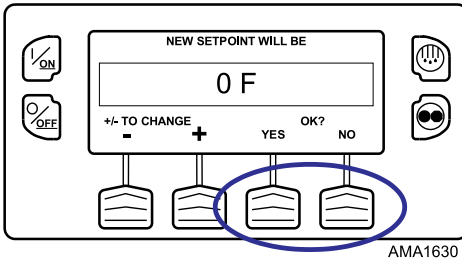 I/ON
NEW SETPOINT WILL BE
0 F
O/OFF
+/- TO CHANGE OK?
- + YES NO
AMA1630